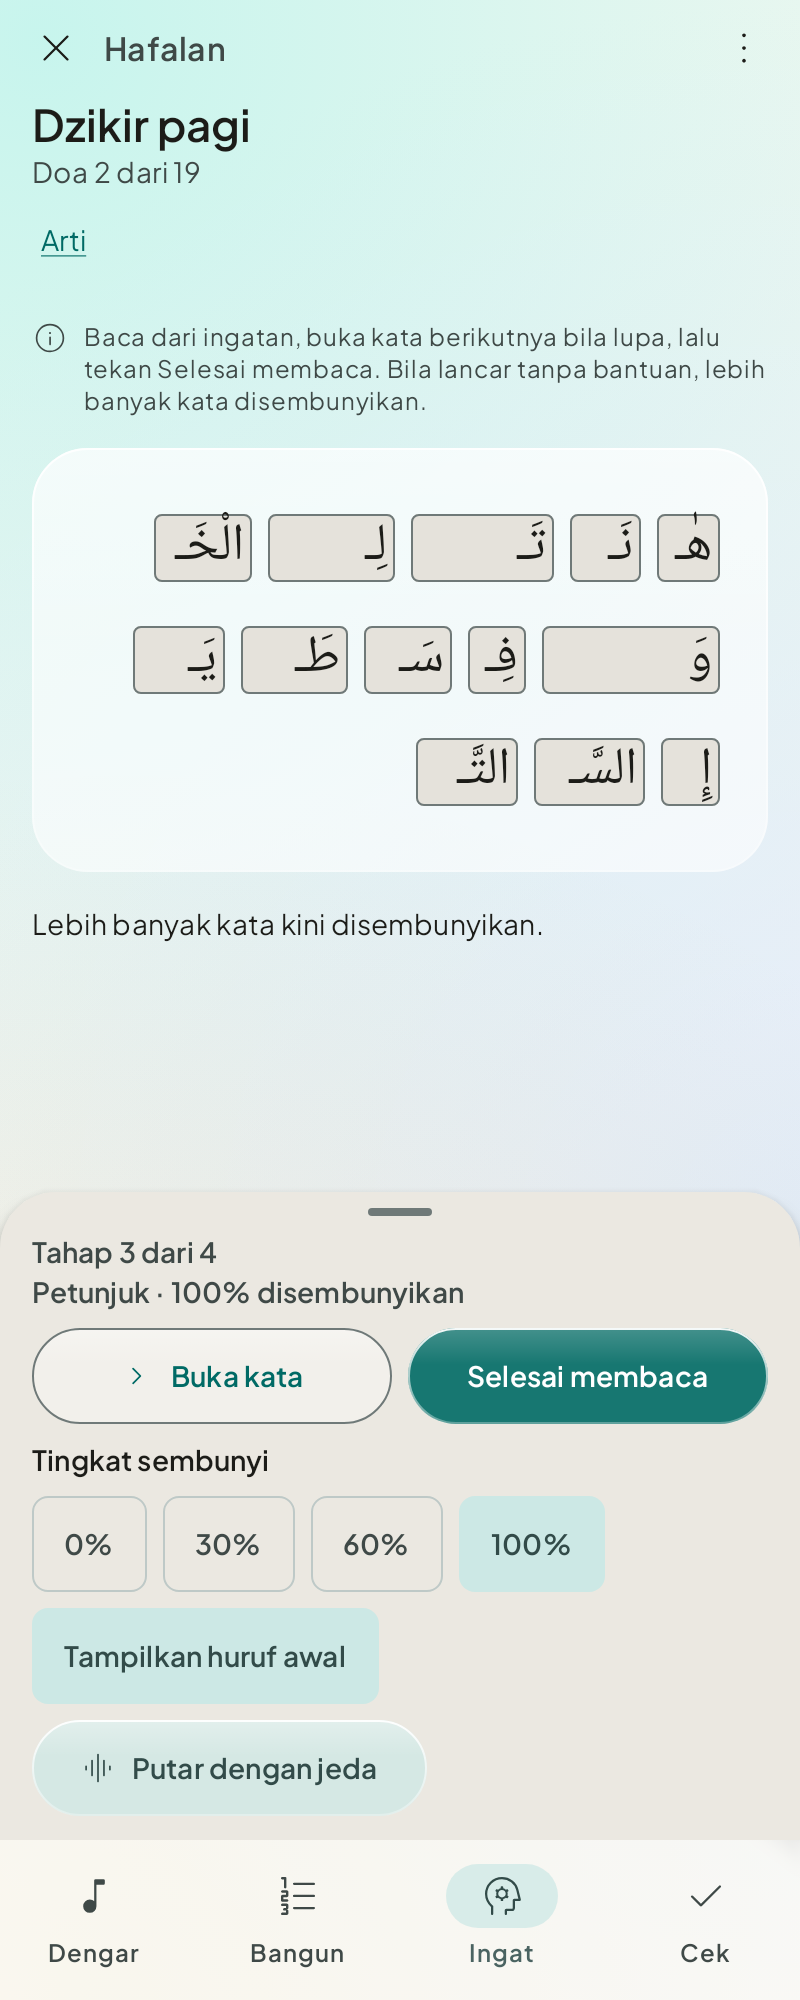 Hafalan
Dzikir pagi
Doa 2 dari 19
Arti
Baca dari ingatan, buka kata berikutnya bila lupa, lalu
tekan Selesai membaca. Bila lancar tanpa bantuan, lebih
banyak kata disembunyikan.
هٰـ نَـ تَـ لِـ الْخَـ
وَ فِـ سَـ طَـ يَـ
إِ السَّـ التَّـ
Lebih banyak kata kini disembunyikan.
Tahap 3 dari 4
Petunjuk · 100% disembunyikan
Buka kata
Selesai membaca
Tingkat sembunyi
0% 30% 60% 100%
Tampilkan huruf awal
Putar dengan jeda
Dengar Bangun Ingat Cek